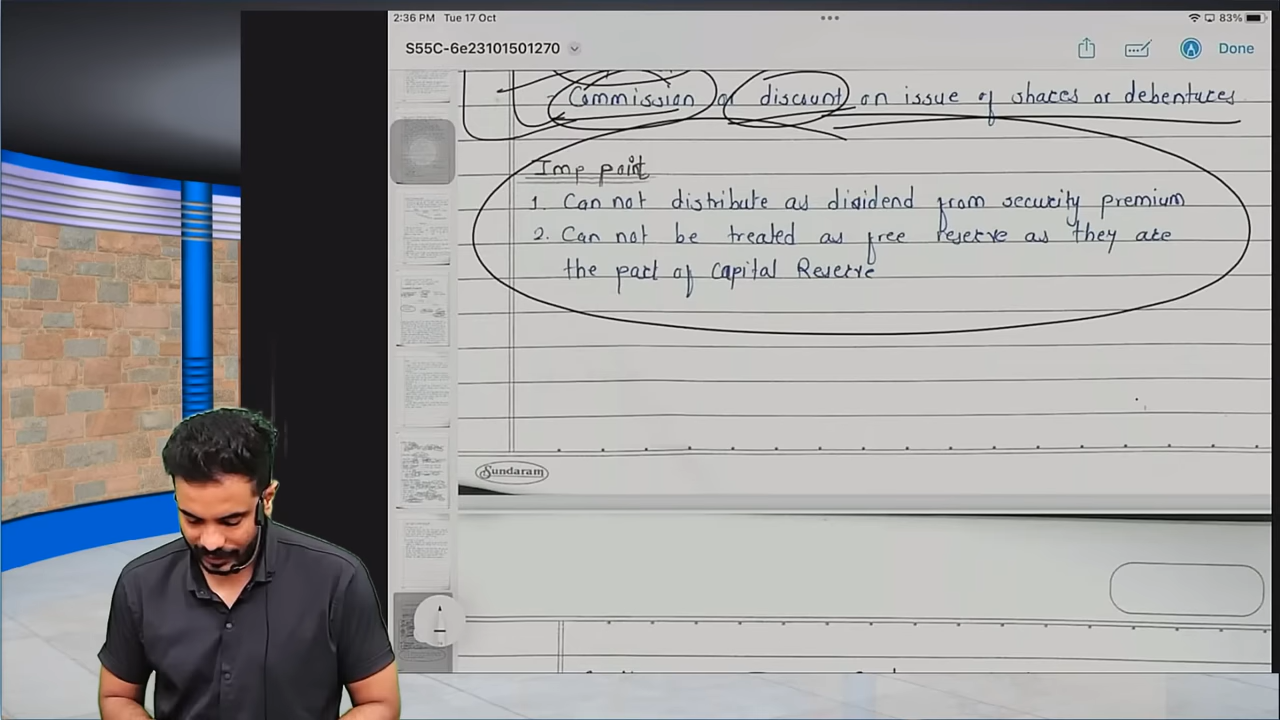 2:36 PM Tue 17 Oct
83%
S55C-6e23101501270
Done
Commission or discount on issue of shares or debentures
Imp point
1. Can not distribute as dividend from security premium
2. Can not be treated as free reserve as they are
the part of Capital Reserve
Sundaram